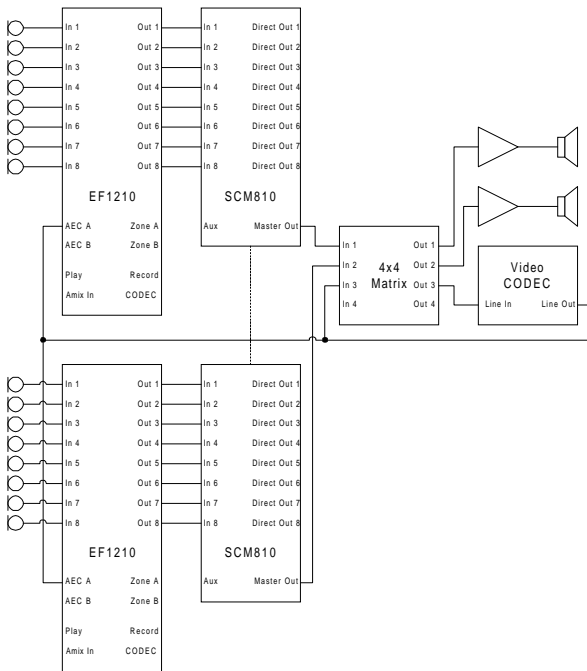 In 1 Out 1 In 1 Direct Out 1
In 2 Out 2 In 2 Direct Out 2
In 3 Out 3 In 3 Direct Out 3
In 4 Out 4 In 4 Direct Out 4
In 5 Out 5 In 5 Direct Out 5
In 6 Out 6 In 6 Direct Out 6
In 7 Out 7 In 7 Direct Out 7
In 8 Out 8 In 8 Direct Out 8
EF1210 SCM810
AEC A Zone A Aux Master Out
AEC B Zone B
Play Record
Amix In CODEC
In 1 Out 1
In 2 Out 2
In 3 Out 3
In 4 Out 4
4x4
Matrix
Video
CODEC
Line In Line Out
In 1 Out 1 In 1 Direct Out 1
In 2 Out 2 In 2 Direct Out 2
In 3 Out 3 In 3 Direct Out 3
In 4 Out 4 In 4 Direct Out 4
In 5 Out 5 In 5 Direct Out 5
In 6 Out 6 In 6 Direct Out 6
In 7 Out 7 In 7 Direct Out 7
In 8 Out 8 In 8 Direct Out 8
EF1210 SCM810
AEC A Zone A Aux Master Out
AEC B Zone B
Play Record
Amix In CODEC